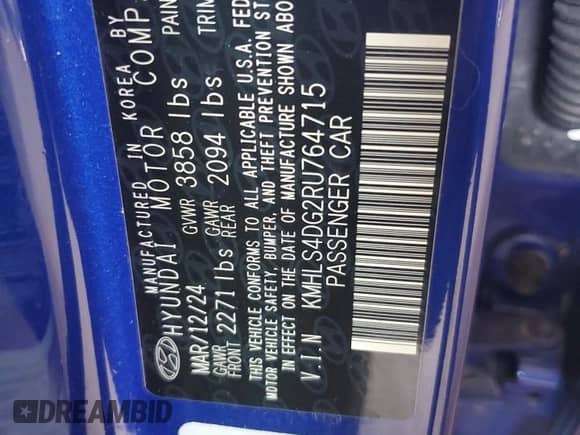 MANUFACTURED IN KOREA BY
HYUNDAI MOTOR COMP
MAR/12/24 GVWR 3858 lbs PAIN
GAWR FRONT 2271lbs GAWR REAR 2094 lbs TRIM
THIS VEHICLE CONFORMS TO ALL APPLICABLE U.S.A. FED
MOTOR VEHICLE SAFETY, BUMPER, AND THEFT PREVENTION ST
IN EFFECT ON THE DATE OF MANUFACTURE SHOWN ABO
V.I.N KMHLS4DG2RU764715
PASSENGER CAR
DREAMBID